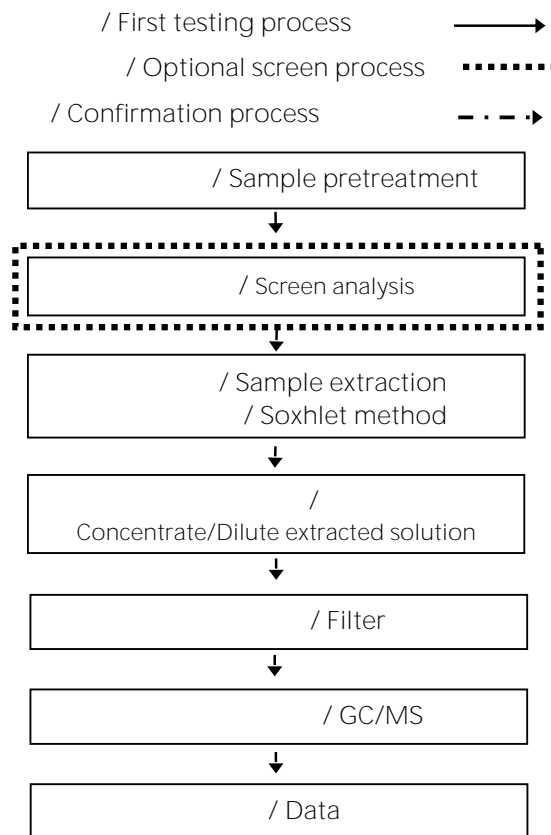 / First testing process
/ Optional screen process
/ Confirmation process
/ Sample pretreatment
/ Screen analysis
/ Sample extraction
/ Soxhlet method
/
Concentrate/Dilute extracted solution
/ Filter
/ GC/MS
/ Data